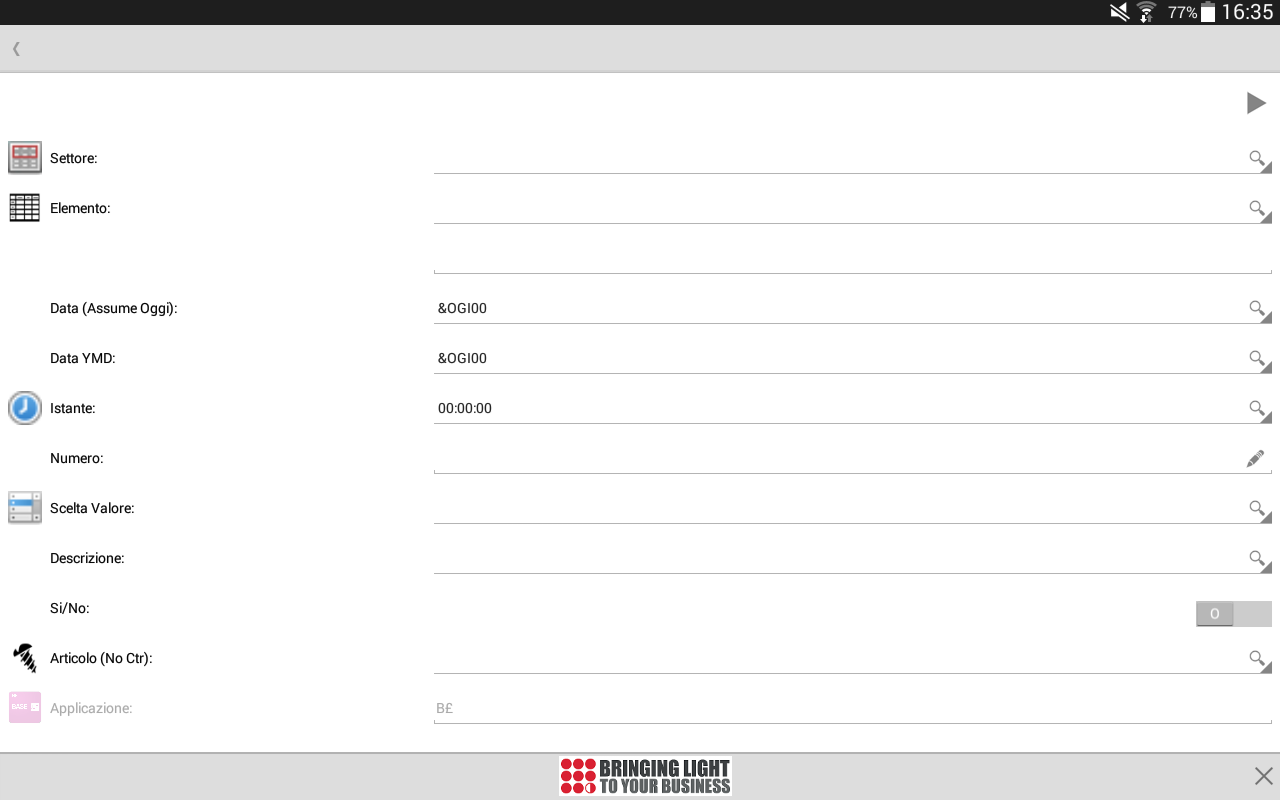 77% 16:35
Settore:
Elemento:
Data (Assume Oggi): &OGI00
Data YMD: &OGI00
Istante: 00:00:00
Numero:
Scelta Valore:
Descrizione:
Si/No: O
Articolo (No Ctr):
BASE Applicazione: B£
BRINGING LIGHT
TO YOUR BUSINESS